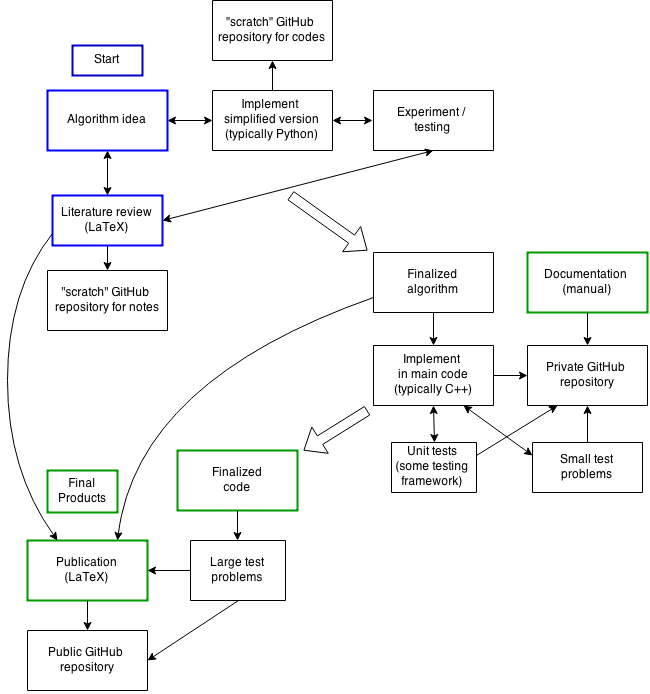 "scratch" GitHub
repository for codes
Start
Algorithm idea
Implement
simplified version
(typically Python)
Experiment /
testing
Literature review
(LaTeX)
"scratch" GitHub
repository for notes
Finalized
algorithm
Documentation
(manual)
Implement
in main code
(typically C++)
Private GitHub
repository
Unit tests
(some testing
framework)
Small test
problems
Finalized
code
Final
Products
Publication
(LaTeX)
Large test
problems
Public GitHub
repository